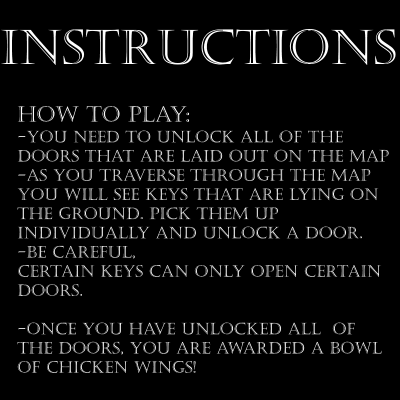 INSTRUCTIONS
HOW TO PLAY:
-YOU NEED TO UNLOCK ALL OF THE
DOORS THAT ARE LAID OUT ON THE MAP
-AS YOU TRAVERSE THROUGH THE MAP
YOU WILL SEE KEYS THAT ARE LYING ON
THE GROUND. PICK THEM UP
INDIVIDUALLY AND UNLOCK A DOOR.
-BE CAREFUL,
CERTAIN KEYS CAN ONLY OPEN CERTAIN
DOORS.
-ONCE YOU HAVE UNLOCKED ALL OF
THE DOORS, YOU ARE AWARDED A BOWL
OF CHICKEN WINGS!